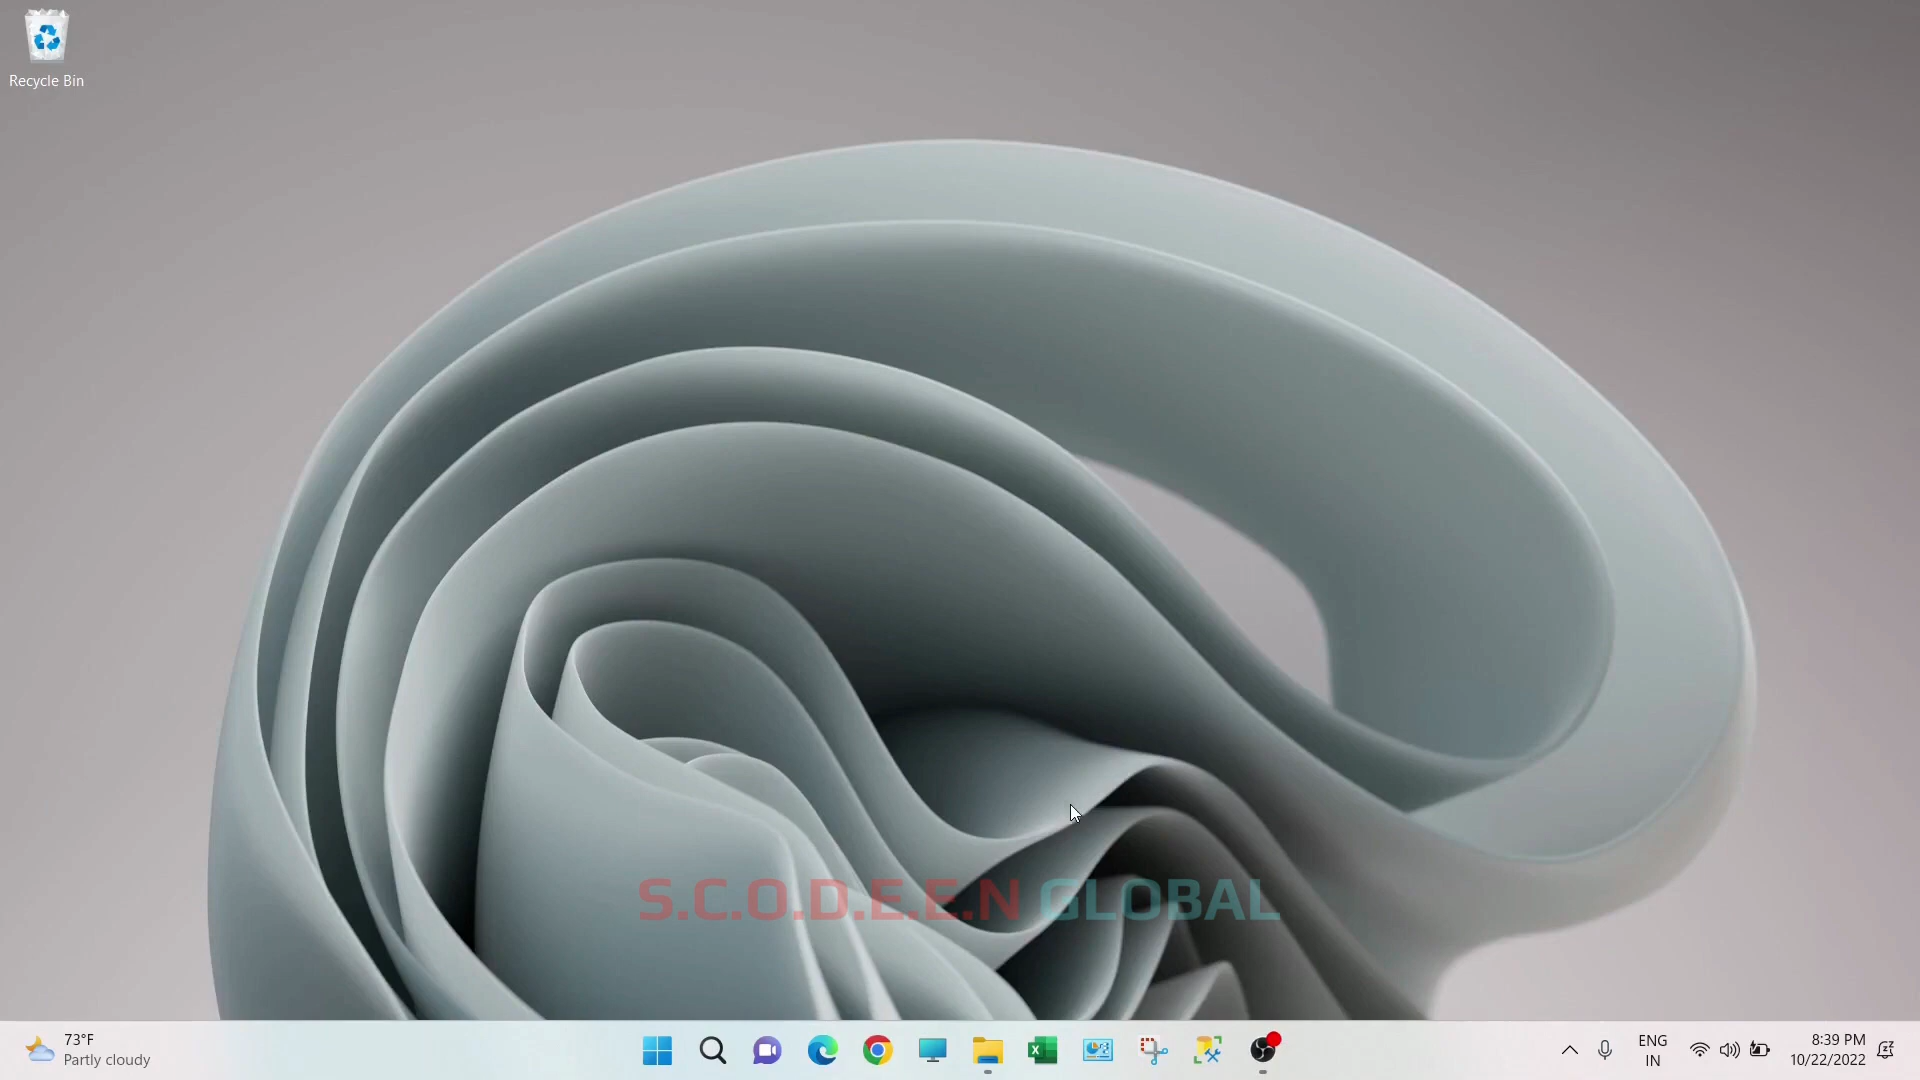 Recycle Bin
S.C.O.D.E.E.N GLOBAL
73°F
Partly cloudy
ENG
IN
8:39 PM
10/22/2022